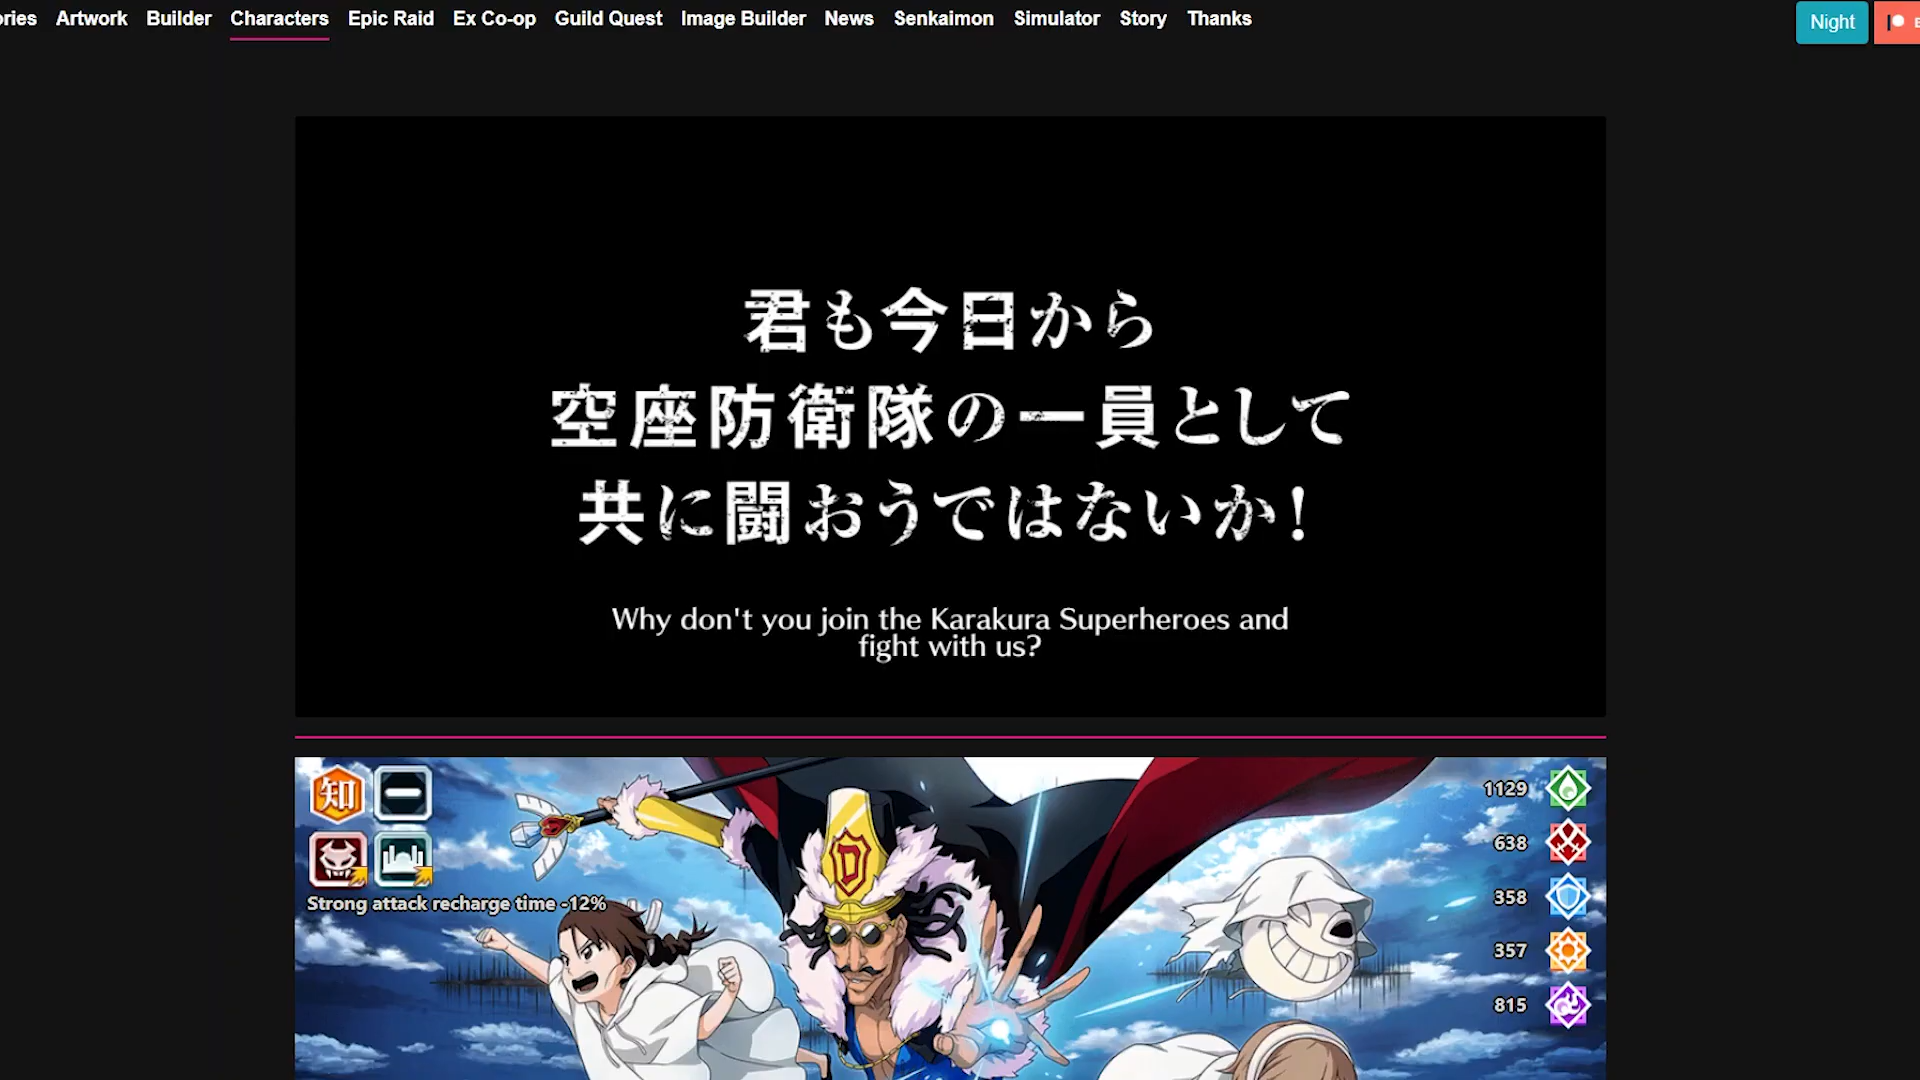 ories Artwork Builder Characters Epic Raid Ex Co-op Guild Quest Image Builder News Senkaimon Simulator Story Thanks Night
君も今日から
空座防衛隊の一員として
共に闘おうではないか!
Why don't you join the Karakura Superheroes and
fight with us?
知
1129
638
358
357
815
Strong attack recharge time -12%
D